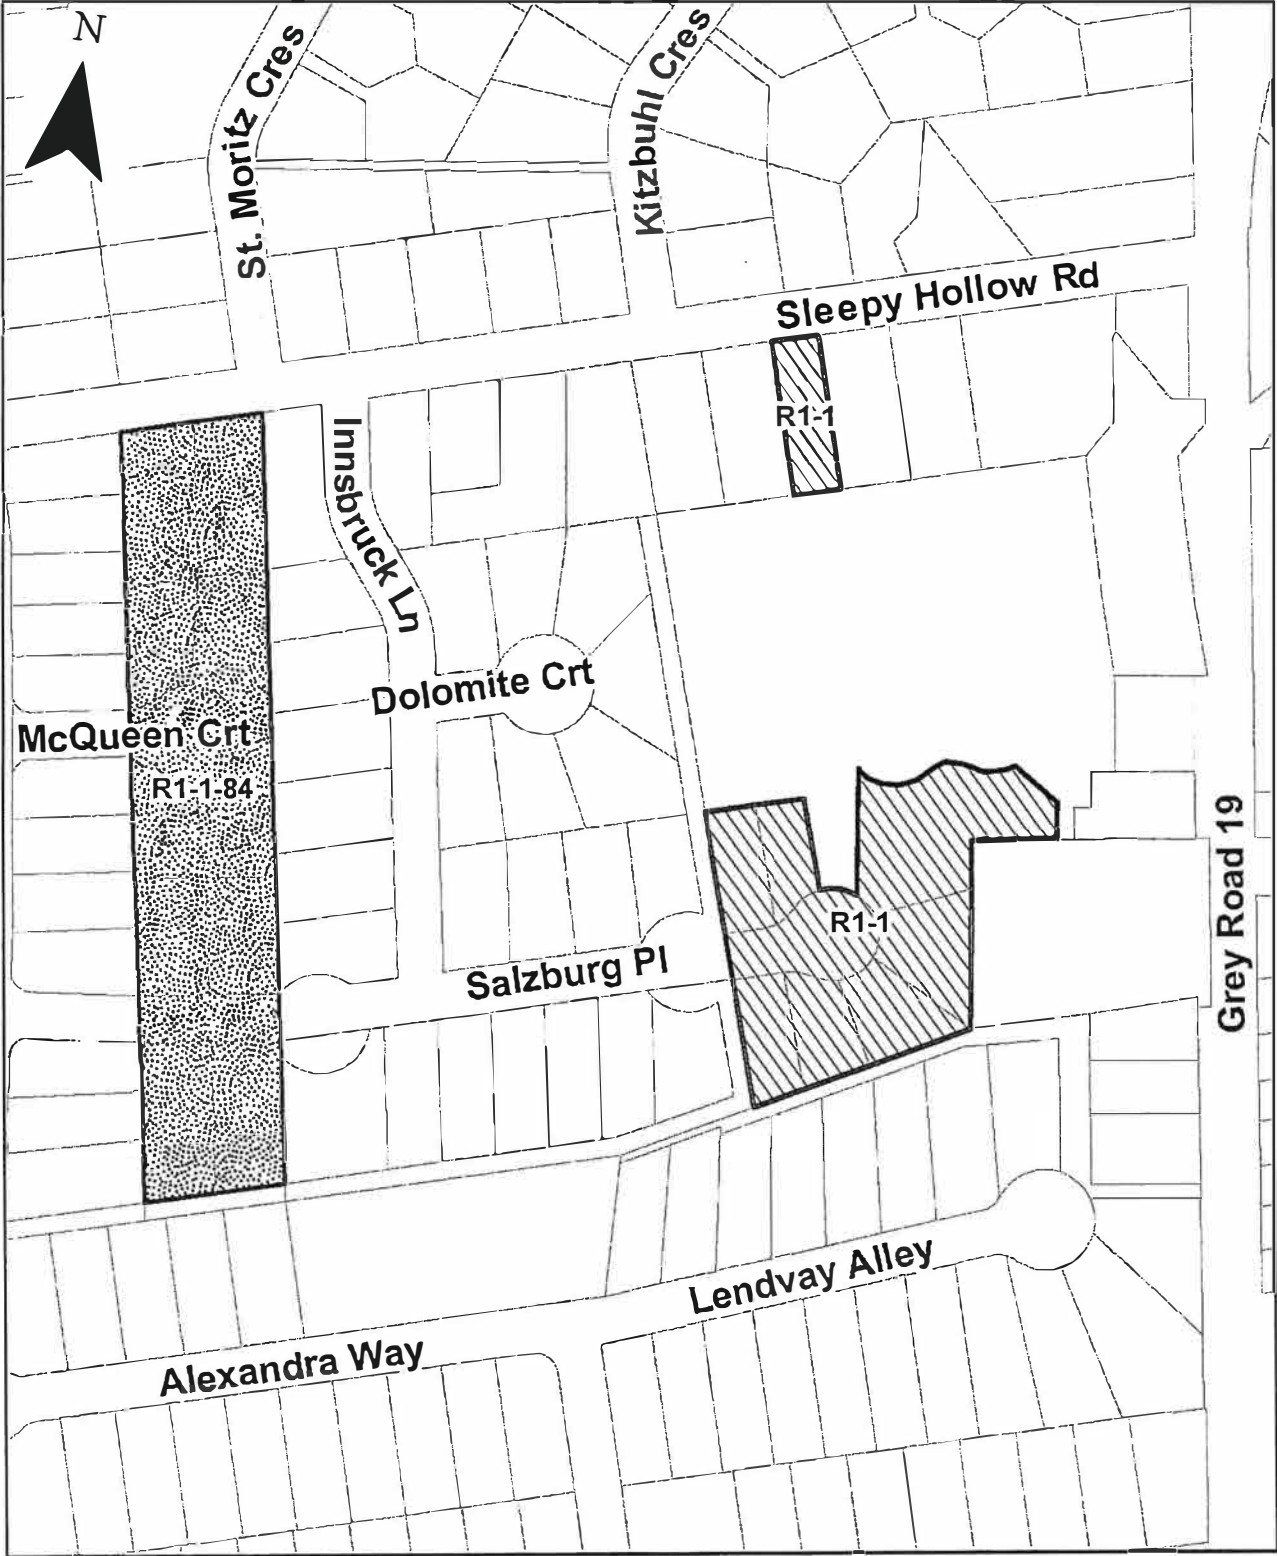 N
St. Moritz Cres
Kitzbuhl Cres
Sleepy Hollow Rd
R1-1
Innsbruck Ln
Dolomite Crt
McQueen Crt
R1-1-84
Grey Road 19
R1-1
Salzburg Pl
Lendvay Alley
Alexandra Way